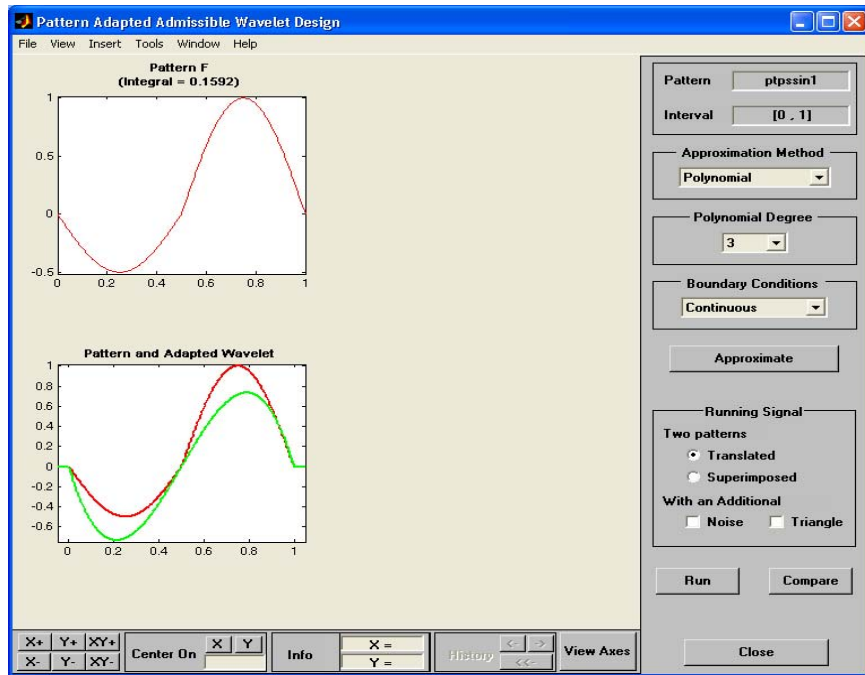 Pattern Adapted Admissible Wavelet Design
File View Insert Tools Window Help
Pattern F
(Integral = 0.1592)
1
0.5
0
-0.5
0 0.2 0.4 0.6 0.8 1
Pattern and Adapted Wavelet
1
0.8
0.6
0.4
0.2
0
-0.2
-0.4
-0.6
0 0.2 0.4 0.6 0.8 1
Pattern ptpssin1
Interval [0 , 1]
Approximation Method
Polynomial
Polynomial Degree
3
Boundary Conditions
Continuous
Approximate
Running Signal
Two patterns
Translated
Superimposed
With an Additional
Noise Triangle
Run Compare
Close
X+ Y+ XY+
X- Y- XY-
Center On X Y
Info X =
Y =
History <- ->
<<-
View Axes